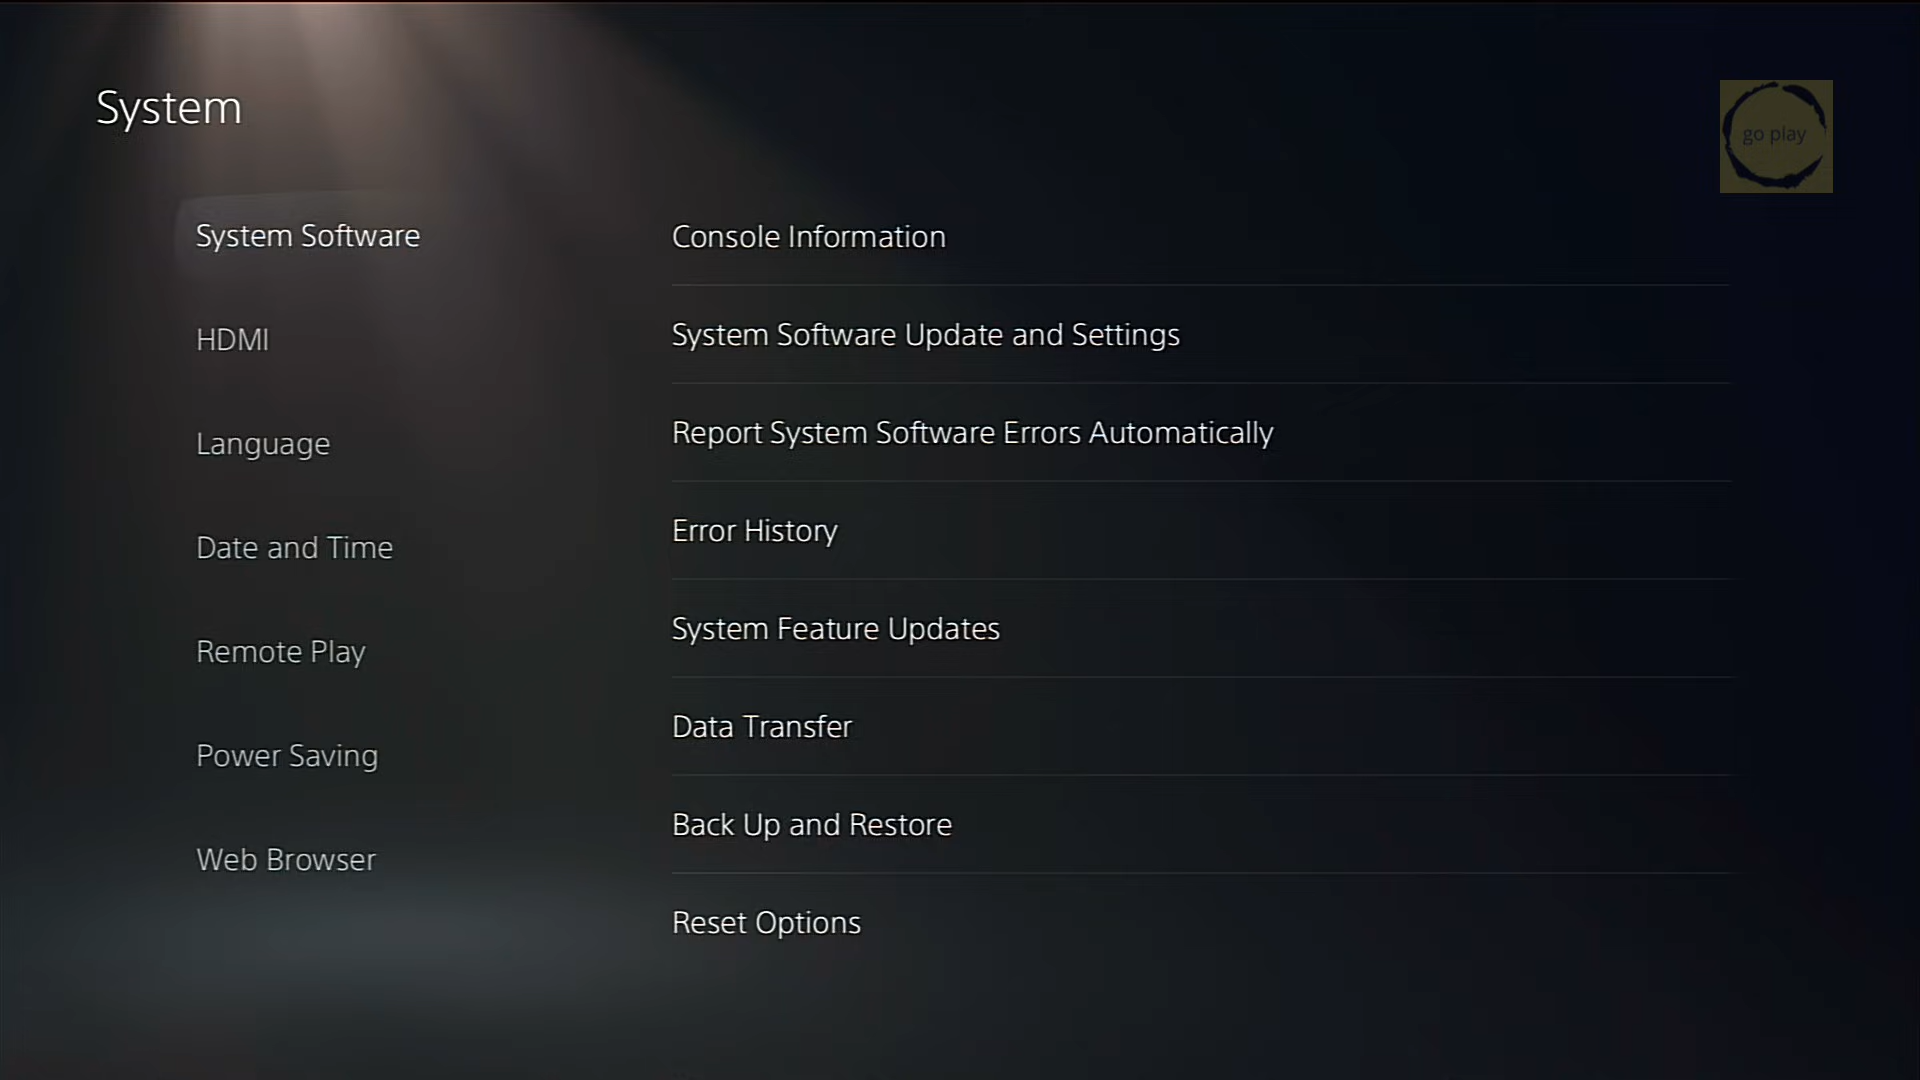 System
go play
System Software
HDMI
Language
Date and Time
Remote Play
Power Saving
Web Browser
Console Information
System Software Update and Settings
Report System Software Errors Automatically
Error History
System Feature Updates
Data Transfer
Back Up and Restore
Reset Options